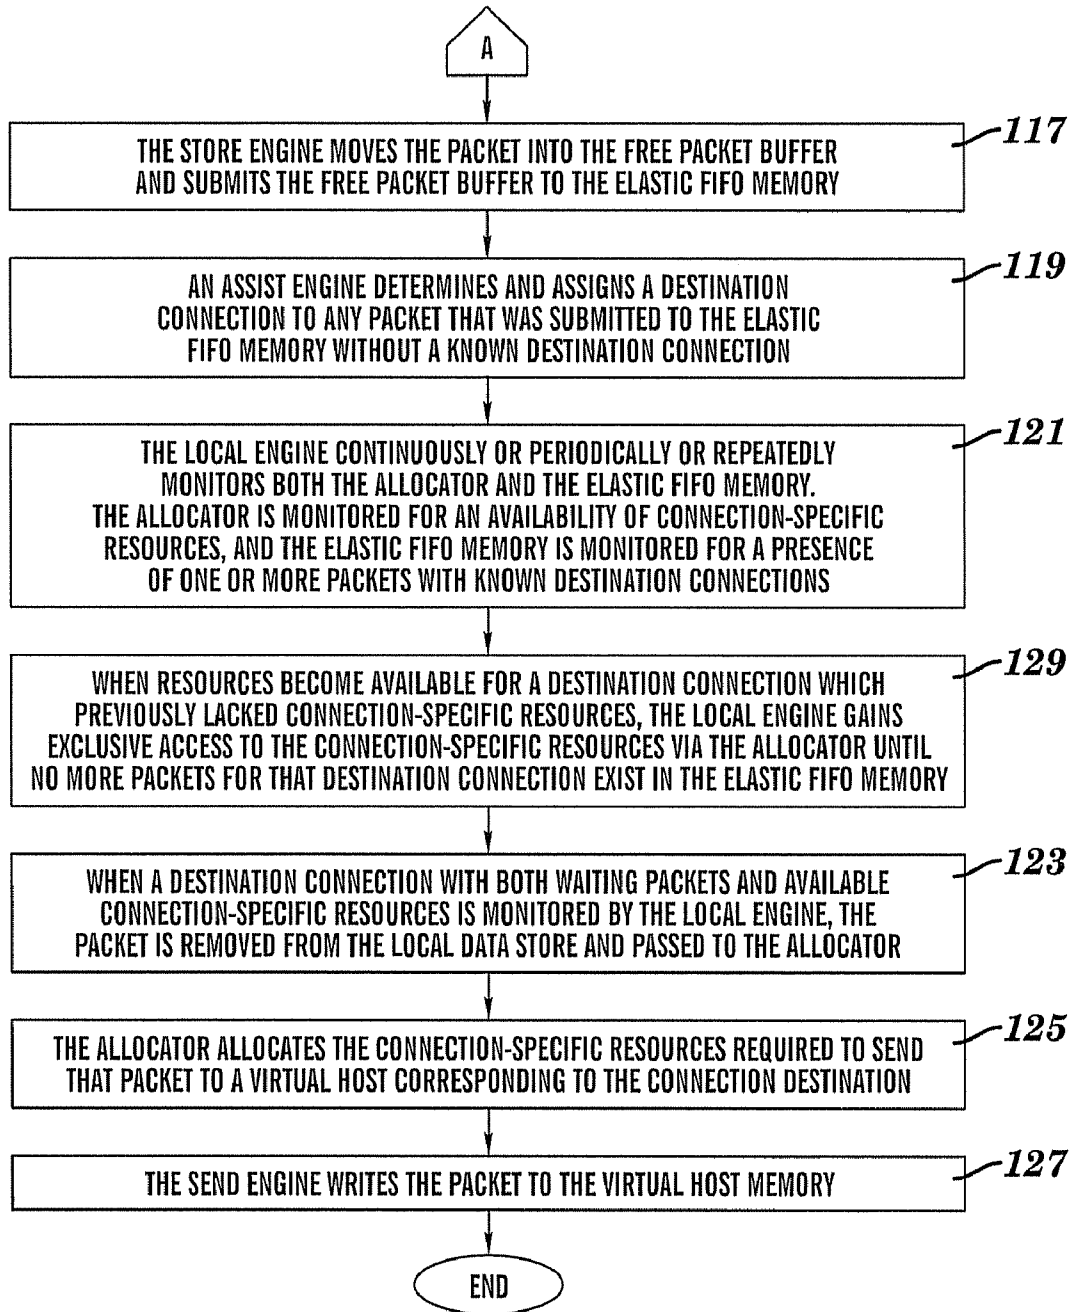 A
THE STORE ENGINE MOVES THE PACKET INTO THE FREE PACKET BUFFER
AND SUBMITS THE FREE PACKET BUFFER TO THE ELASTIC FIFO MEMORY
117
AN ASSIST ENGINE DETERMINES AND ASSIGNS A DESTINATION
CONNECTION TO ANY PACKET THAT WAS SUBMITTED TO THE ELASTIC
FIFO MEMORY WITHOUT A KNOWN DESTINATION CONNECTION
119
THE LOCAL ENGINE CONTINUOUSLY OR PERIODICALLY OR REPEATEDLY
MONITORS BOTH THE ALLOCATOR AND THE ELASTIC FIFO MEMORY.
THE ALLOCATOR IS MONITORED FOR AN AVAILABILITY OF CONNECTION-SPECIFIC
RESOURCES, AND THE ELASTIC FIFO MEMORY IS MONITORED FOR A PRESENCE
OF ONE OR MORE PACKETS WITH KNOWN DESTINATION CONNECTIONS
121
WHEN RESOURCES BECOME AVAILABLE FOR A DESTINATION CONNECTION WHICH
PREVIOUSLY LACKED CONNECTION-SPECIFIC RESOURCES, THE LOCAL ENGINE GAINS
EXCLUSIVE ACCESS TO THE CONNECTION-SPECIFIC RESOURCES VIA THE ALLOCATOR UNTIL
NO MORE PACKETS FOR THAT DESTINATION CONNECTION EXIST IN THE ELASTIC FIFO MEMORY
129
WHEN A DESTINATION CONNECTION WITH BOTH WAITING PACKETS AND AVAILABLE
CONNECTION-SPECIFIC RESOURCES IS MONITORED BY THE LOCAL ENGINE, THE
PACKET IS REMOVED FROM THE LOCAL DATA STORE AND PASSED TO THE ALLOCATOR
123
THE ALLOCATOR ALLOCATES THE CONNECTION-SPECIFIC RESOURCES REQUIRED TO SEND
THAT PACKET TO A VIRTUAL HOST CORRESPONDING TO THE CONNECTION DESTINATION
125
THE SEND ENGINE WRITES THE PACKET TO THE VIRTUAL HOST MEMORY
127
END